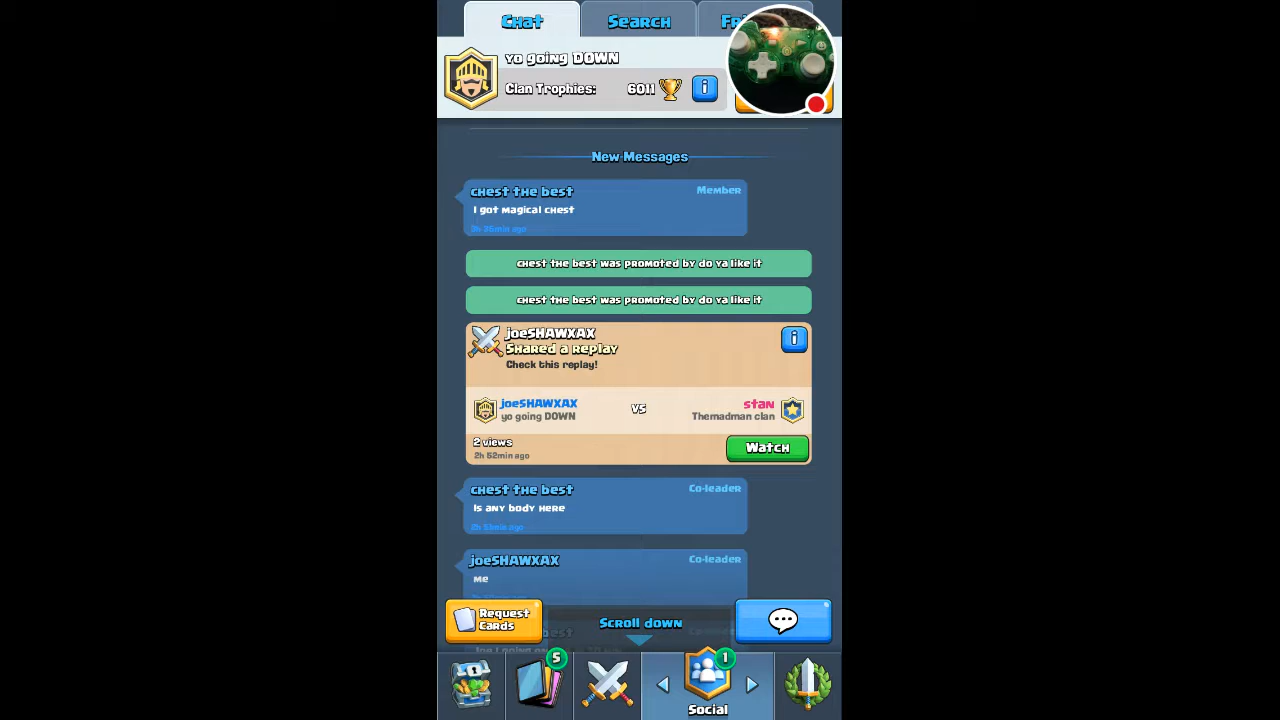 Chat
Search
yo going DOWN
Clan Trophies: 6011
New Messages
chest the best Member
I got magical chest
3h 35min ago
chest the best was promoted by do ya like it
chest the best was promoted by do ya like it
joeSHAWXAX
Shared a replay
Check this replay!
joeSHAWXAX
yo going DOWN
VS
stan
Themadman clan
2 views
2h 52min ago
Watch
chest the best Co-leader
Is any body here
joeSHAWXAX Co-leader
Me
Request
Cards
Scroll down
5
1
Social